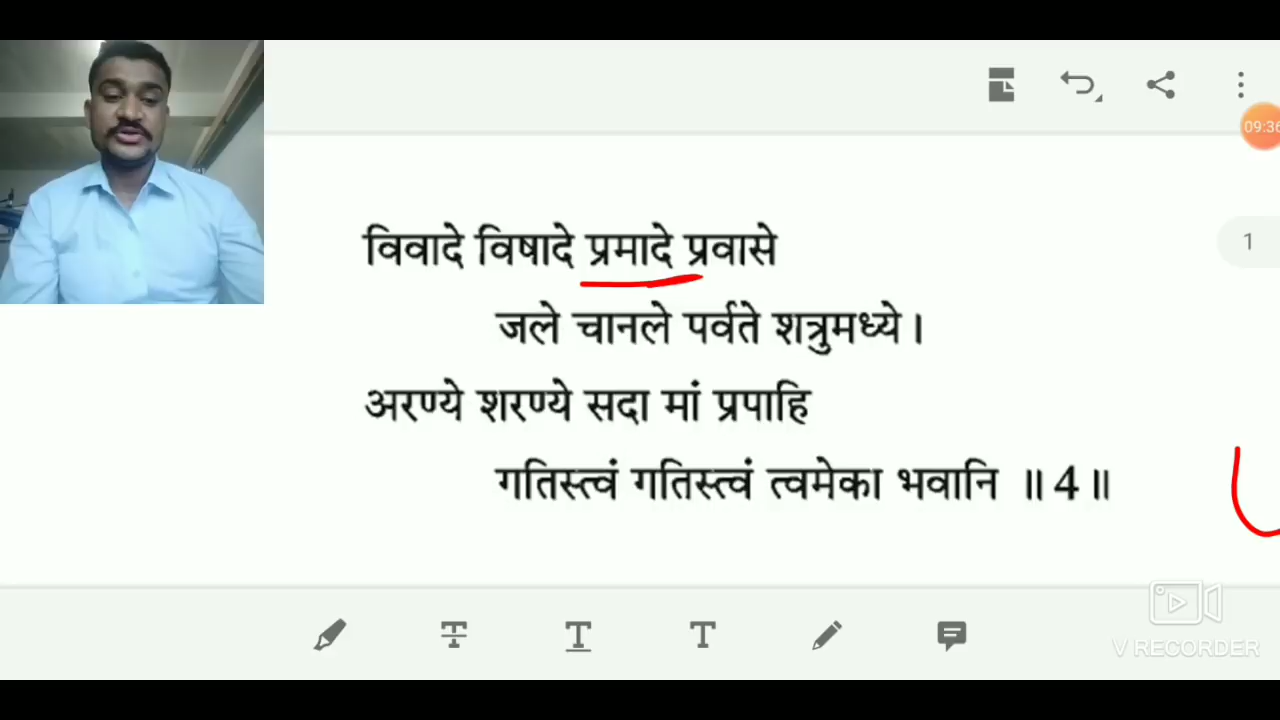 09:36
1
विवादे विषादे प्रमादे प्रवासे
जले चानले पर्वते शत्रुमध्ये।
अरण्ये शरण्ये सदा मां प्रपाहि
गतिस्त्वं गतिस्त्वं त्वमेका भवानि ॥4॥
T T T
V RECORDER